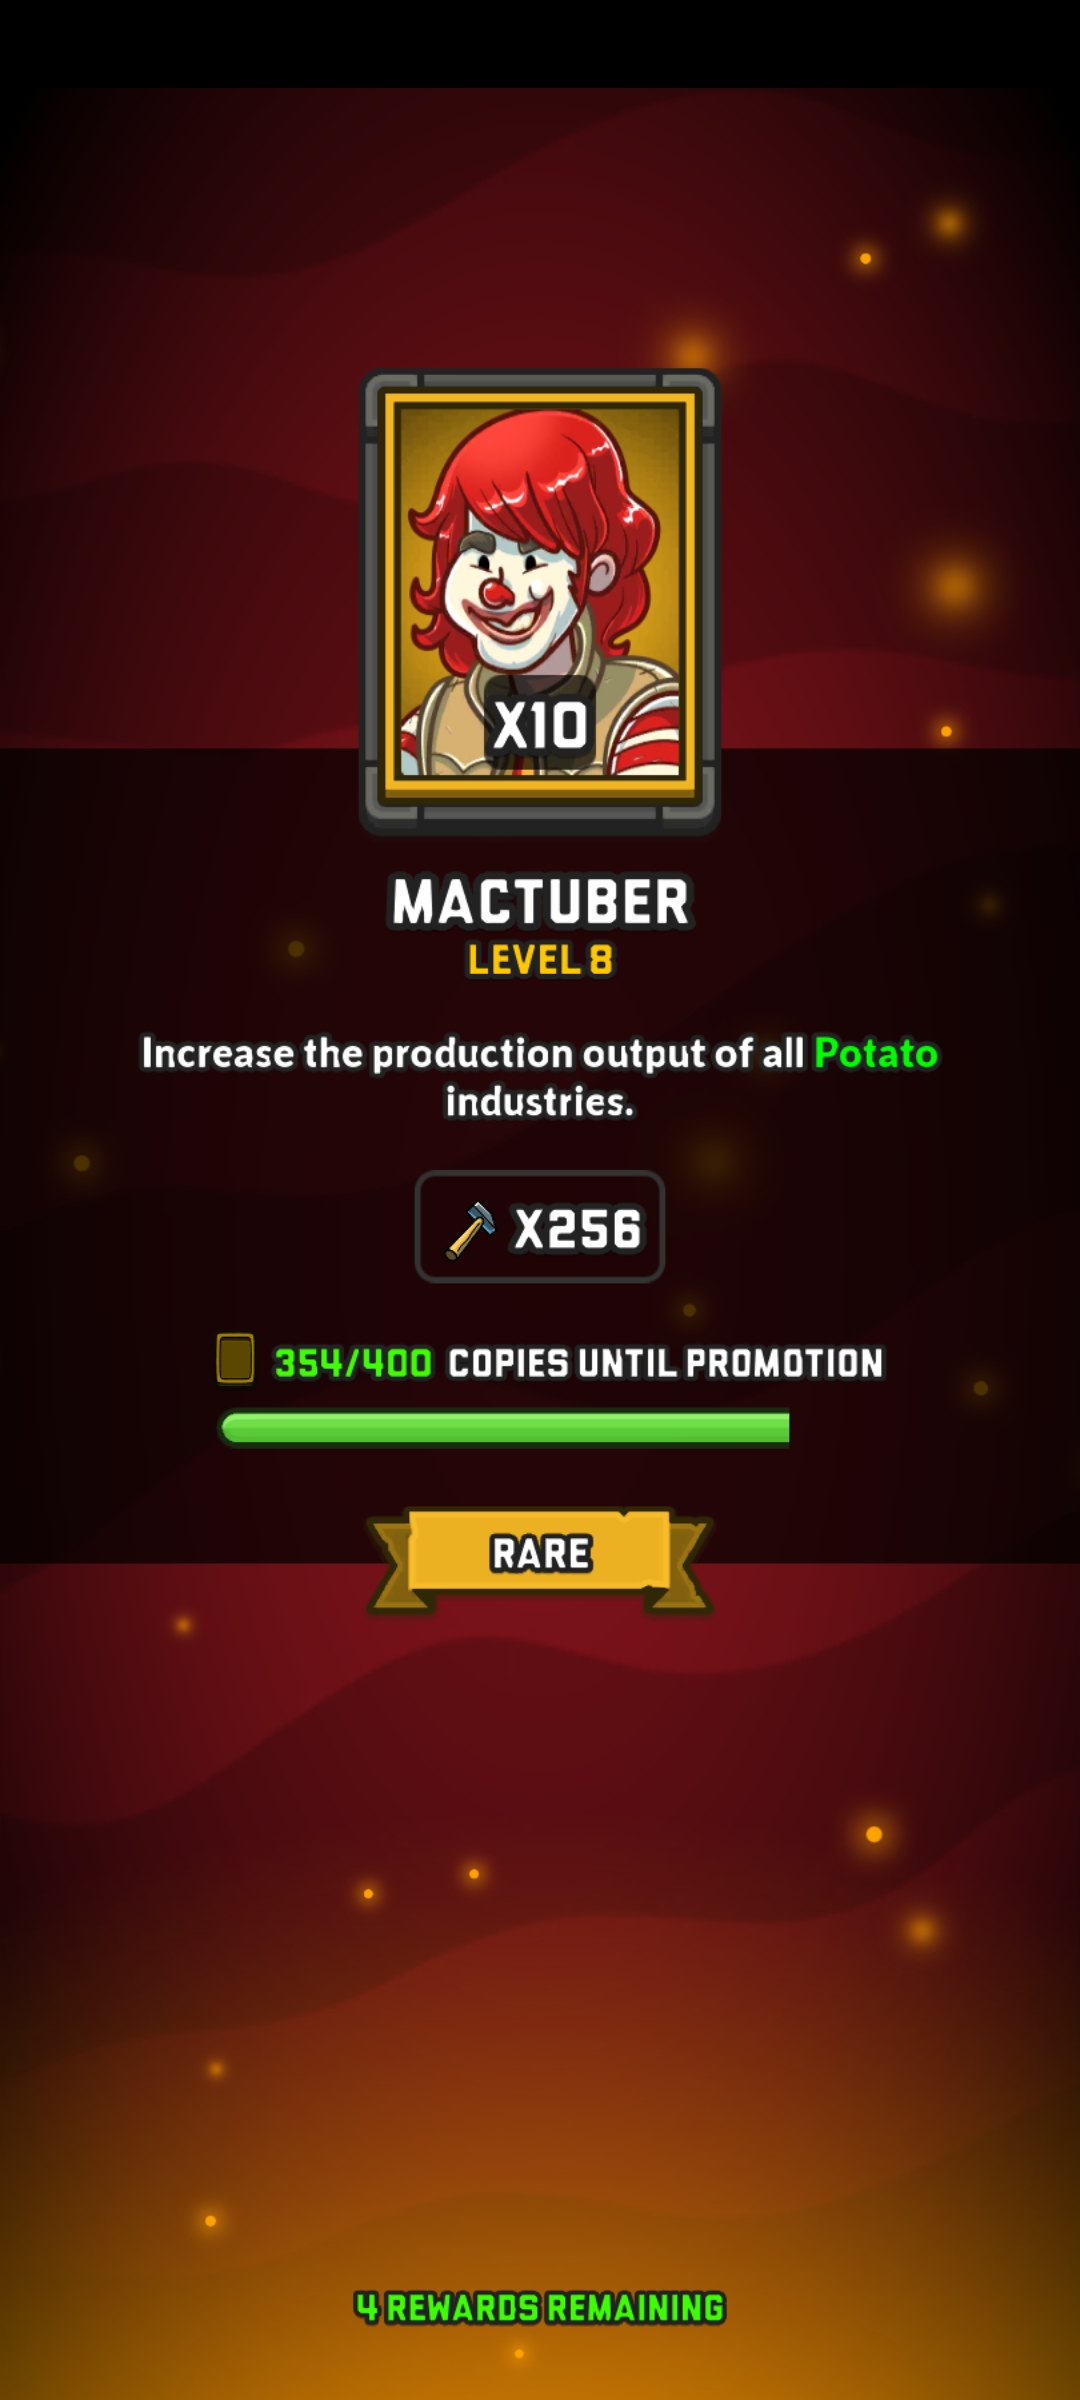 X10
MACTUBER
LEVEL 8
Increase the production output of all Potato
industries.
X256
354/400 COPIES UNTIL PROMOTION
RARE
4 REWARDS REMAINING